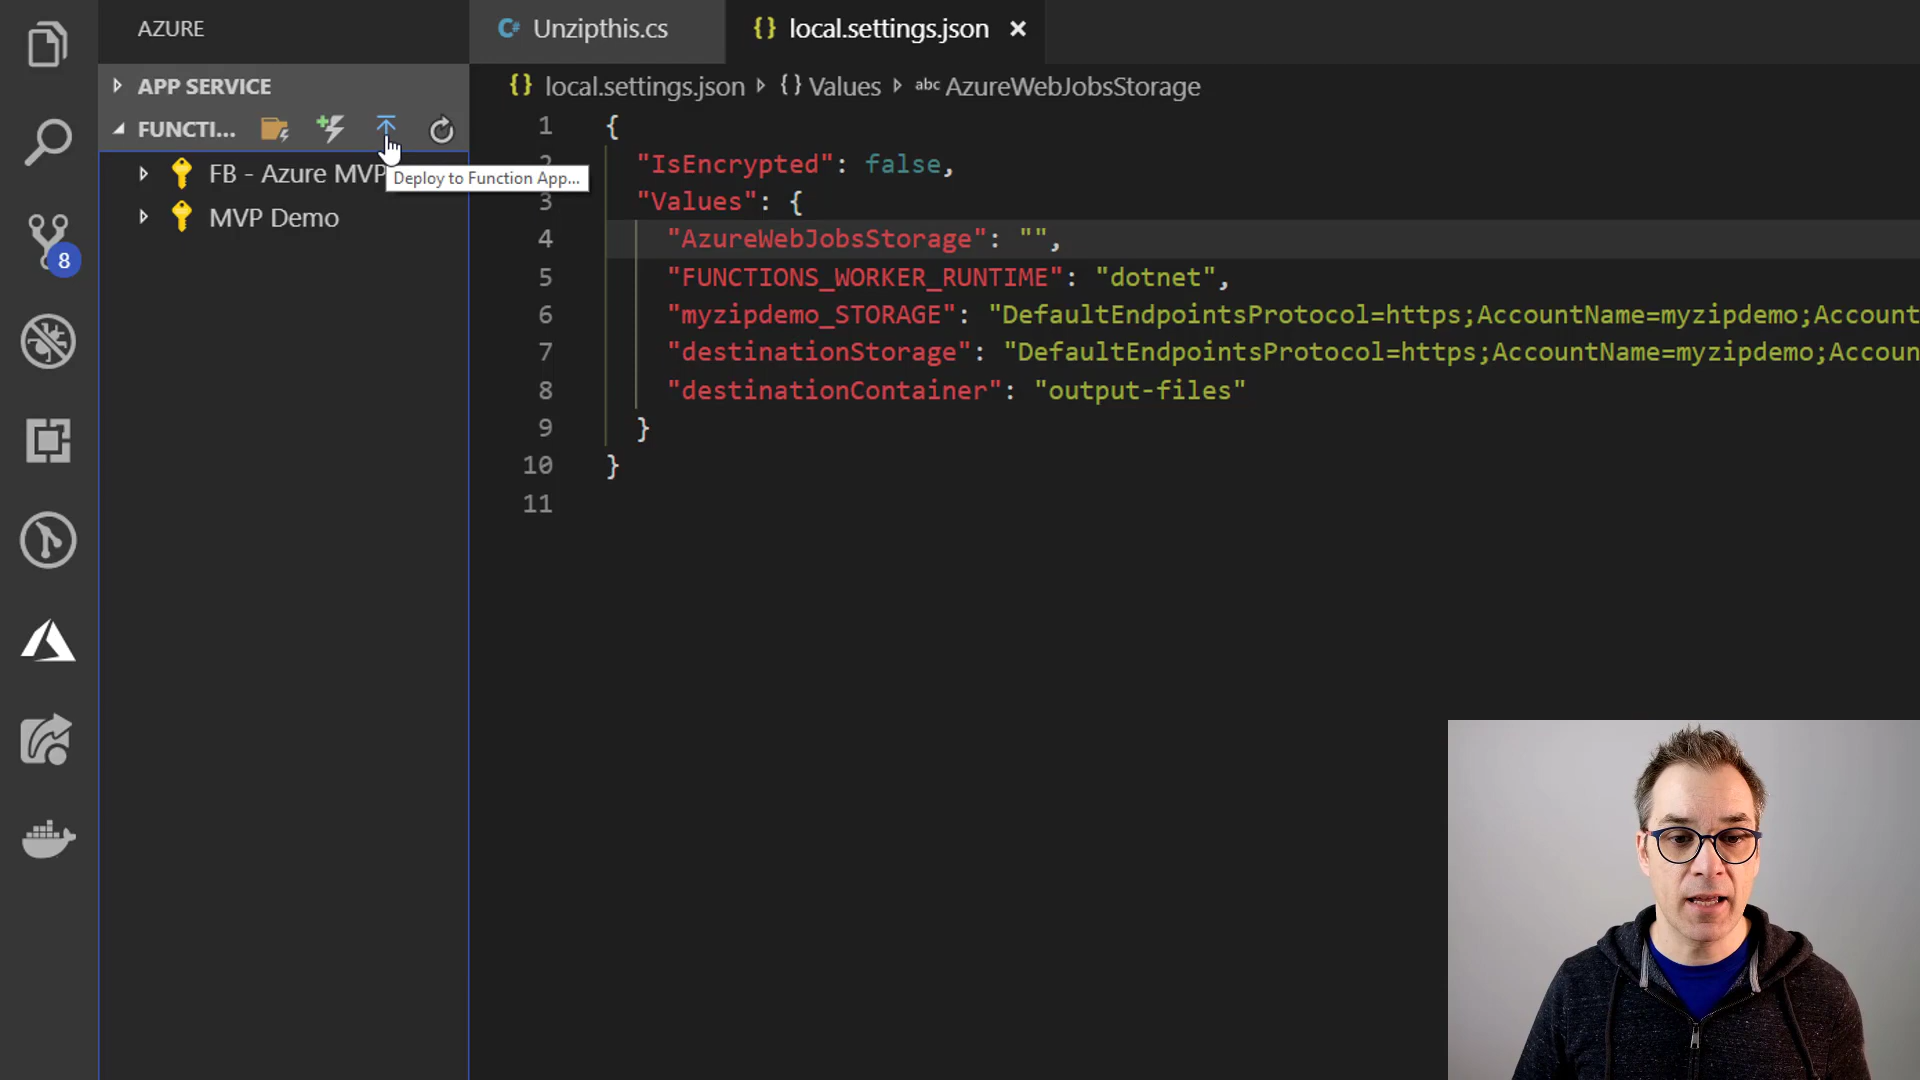 AZURE
APP SERVICE
FUNCTI...
FB - Azure MVP
Deploy to Function App...
MVP Demo
8
C# Unzipthis.cs
{} local.settings.json ×
{} local.settings.json {} Values abc AzureWebJobsStorage
1 {
2 "IsEncrypted": false,
3 "Values": {
4 "AzureWebJobsStorage": "",
5 "FUNCTIONS_WORKER_RUNTIME": "dotnet",
6 "myzipdemo_STORAGE": "DefaultEndpointsProtocol=https;AccountName=myzipdemo;Account
7 "destinationStorage": "DefaultEndpointsProtocol=https;AccountName=myzipdemo;Accoun
8 "destinationContainer": "output-files"
9 }
10 }
11